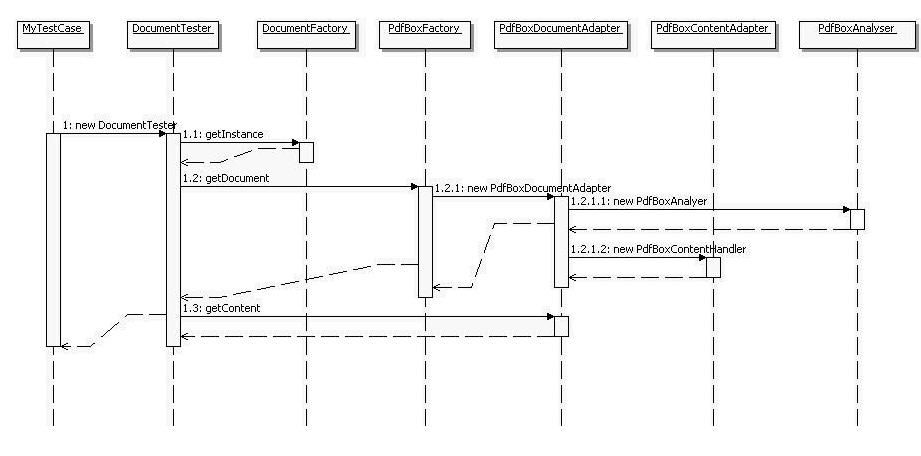 MyTestCase
DocumentTester
DocumentFactory
PdfBoxFactory
PdfBoxDocumentAdapter
PdfBoxContentAdapter
PdfBoxAnalyser
1: new DocumentTester
1.1: getInstance
1.2: getDocument
1.2.1: new PdfBoxDocumentAdapter
1.2.1.1: new PdfBoxAnalyer
1.2.1.2: new PdfBoxContentHandler
1.3: getContent